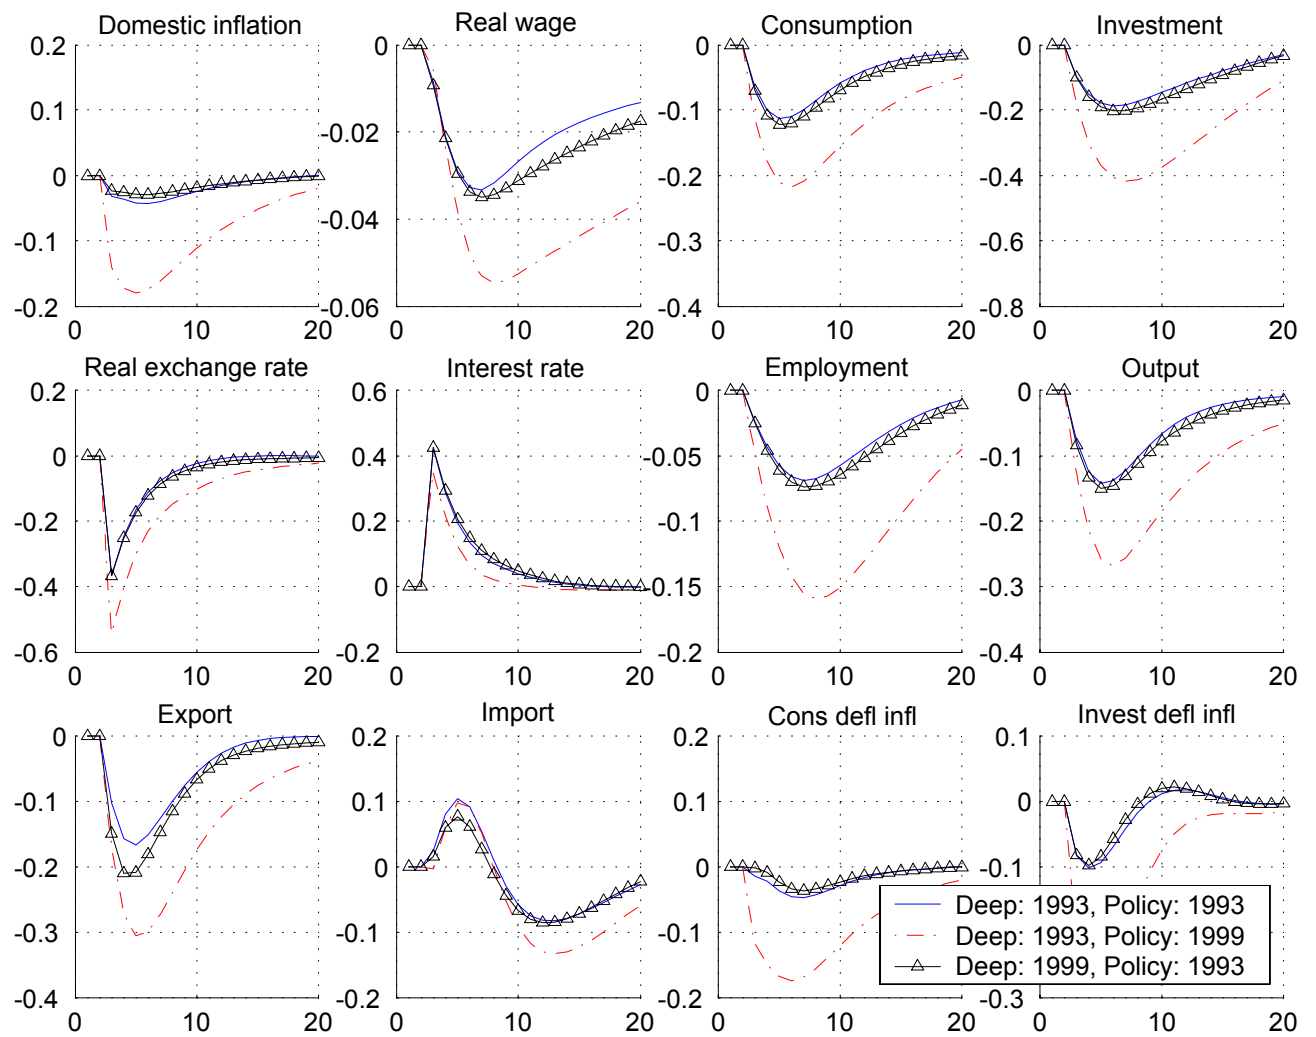 Domestic inflation
Real wage
Consumption
Investment
0.2
0.1
0
-0.1
-0.2
0 10 20
0
-0.02
-0.04
-0.06
0 10 20
0
-0.1
-0.2
-0.3
-0.4
0 10 20
0
-0.2
-0.4
-0.6
-0.8
0 10 20
Real exchange rate
Interest rate
Employment
Output
0.2
0
-0.2
-0.4
-0.6
0 10 20
0.6
0.4
0.2
0
-0.2
0 10 20
0
-0.05
-0.1
-0.15
-0.2
0 10 20
0
-0.1
-0.2
-0.3
-0.4
0 10 20
Export
Import
Cons defl infl
Invest defl infl
0
-0.1
-0.2
-0.3
-0.4
0 10 20
0.2
0.1
0
-0.1
-0.2
0 10 20
0.2
0.1
0
-0.1
-0.2
0 10 20
0.1
0
-0.1
-0.3
0 10 20
Deep: 1993, Policy: 1993
Deep: 1993, Policy: 1999
Deep: 1999, Policy: 1993